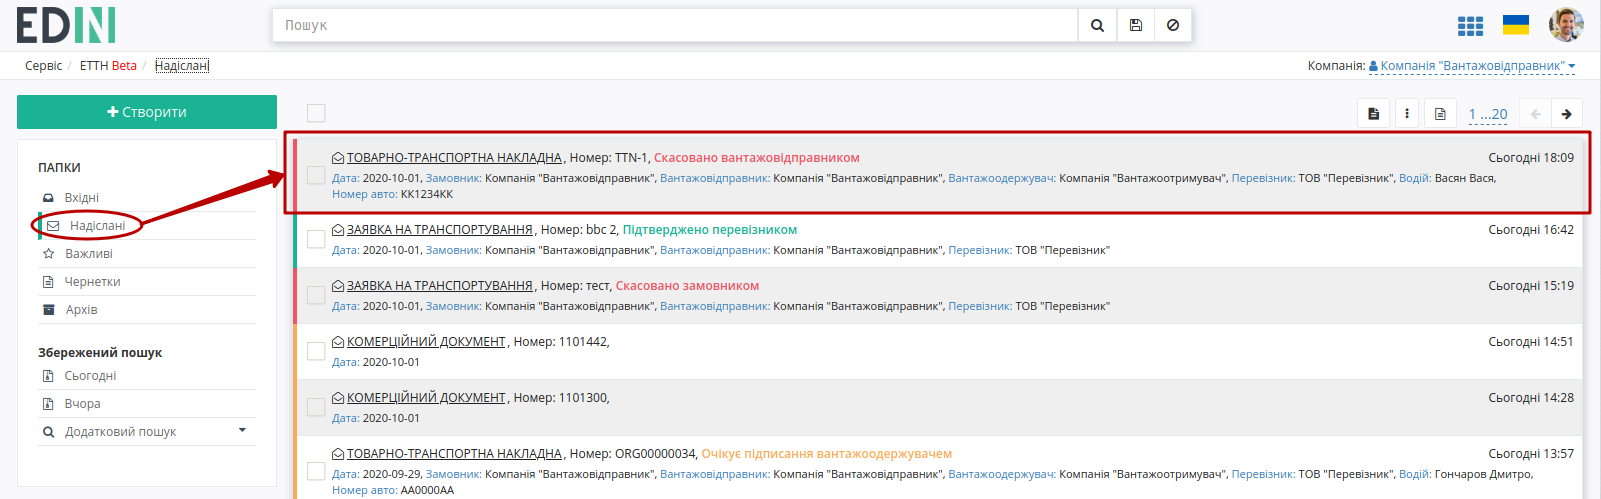 EDIN
Пошук
Сервіс / ЕТТН Beta / Надіслані
Компанія: Компанія "Вантажовідправник"
Створити
1 ...20
ПАПКИ
Вхідні
Надіслані
Важливі
Чернетки
Архів
Збережений пошук
Сьогодні
Вчора
Додатковий пошук
ТОВАРНО-ТРАНСПОРТНА НАКЛАДНА, Номер: TTN-1, Скасовано вантажовідправником Сьогодні 18:09
Дата: 2020-10-01, Замовник: Компанія "Вантажовідправник", Вантажовідправник: Компанія "Вантажовідправник", Вантажоодержувач: Компанія "Вантажоотримувач", Перевізник: ТОВ "Перевізник", Водій: Васян Вася,
Номер авто: КК1234КК
ЗАЯВКА НА ТРАНСПОРТУВАННЯ, Номер: bbc 2, Підтверджено перевізником Сьогодні 16:42
Дата: 2020-10-01, Замовник: Компанія "Вантажовідправник", Вантажовідправник: Компанія "Вантажовідправник", Перевізник: ТОВ "Перевізник"
ЗАЯВКА НА ТРАНСПОРТУВАННЯ, Номер: тест, Скасовано замовником Сьогодні 15:19
Дата: 2020-10-01, Замовник: Компанія "Вантажовідправник", Вантажовідправник: Компанія "Вантажовідправник", Перевізник: ТОВ "Перевізник"
КОМЕРЦІЙНИЙ ДОКУМЕНТ, Номер: 1101442, Сьогодні 14:51
Дата: 2020-10-01
КОМЕРЦІЙНИЙ ДОКУМЕНТ, Номер: 1101300, Сьогодні 14:28
Дата: 2020-10-01
ТОВАРНО-ТРАНСПОРТНА НАКЛАДНА, Номер: ORG00000034, Очікує підписання вантажоодержувачем Сьогодні 13:57
Дата: 2020-09-29, Замовник: Компанія "Вантажовідправник", Вантажовідправник: Компанія "Вантажовідправник", Вантажоодержувач: Компанія "Вантажоотримувач", Перевізник: ТОВ "Перевізник", Водій: Гончаров Дмитро,
Номер авто: АА0000АА